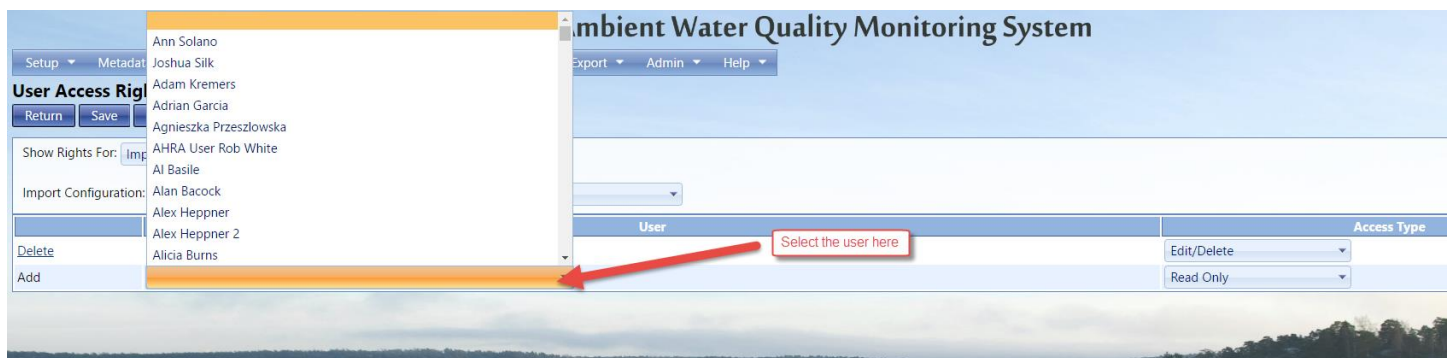 Ambient Water Quality Monitoring System
Setup Metadat Export Admin Help
User Access Rig
Return Save
Show Rights For: Imp
Import Configuration:
Ann Solano
Joshua Silk
Adam Kremers
Adrian Garcia
Agnieszka Przeszlowska
AHRA User Rob White
Al Basile
Alan Bacock
Alex Heppner
Alex Heppner 2
Alicia Burns
User Access Type
Delete Edit/Delete
Select the user here
Add Read Only